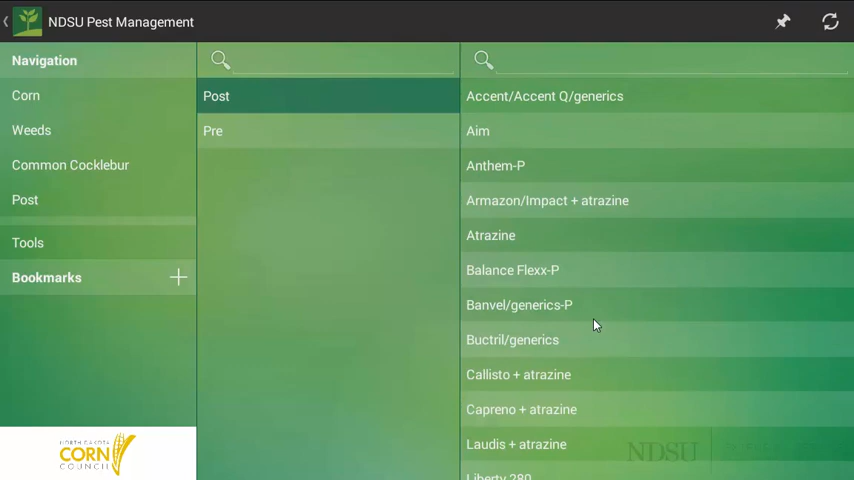 NDSU Pest Management
Navigation
Corn
Weeds
Common Cocklebur
Post
Tools
Bookmarks
NORTH DAKOTA
CORN
COUNCIL
Post
Pre
Accent/Accent Q/generics
Aim
Anthem-P
Armazon/Impact + atrazine
Atrazine
Balance Flexx-P
Banvel/generics-P
Buctril/generics
Callisto + atrazine
Capreno + atrazine
Laudis + atrazine
Liberty 280
NDSU